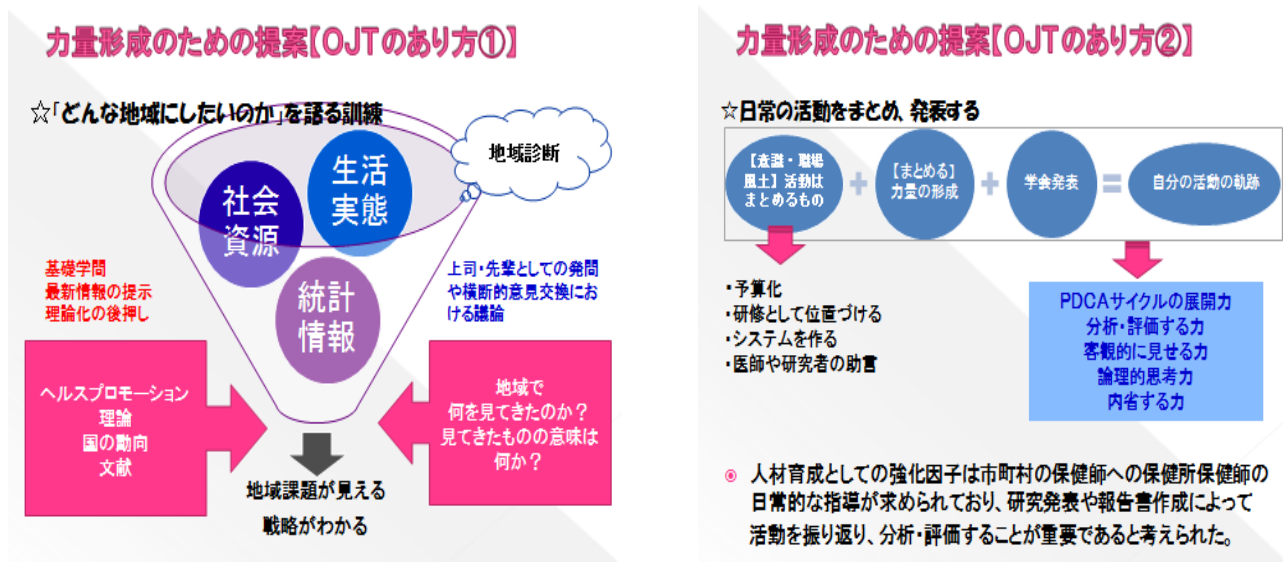 力量形成のための提案【OJTのあり方①】
☆「どんな地域にしたいのか」を語る訓練
地域診断
生活
実態
社会
資源
統計
情報
基礎学問
最新情報の提示
理論化の後押し
上司・先輩としての発問
や横断的意見交換にお
ける議論
ヘルスプロモーション
理論
国の動向
文献
地域で
何を見てきたのか？
見てきたものの意味は
何か？
地域課題が見える
戦略がわかる
力量形成のための提案【OJTのあり方②】
☆日常の活動をまとめ、発表する
【意識・職場
風土】活動は
まとめるもの
+
【まとめる】
力量の形成
+
学会発表
=
自分の活動の軌跡
・予算化
・研修として位置づける
・システムを作る
・医師や研究者の助言
PDCAサイクルの展開力
分析・評価する力
客観的に見せる力
論理的思考力
内省する力
人材育成としての強化因子は市町村の保健師への保健所保健師の
日常的な指導が求められており、研究発表や報告書作成によって
活動を振り返り、分析・評価することが重要であると考えられた。